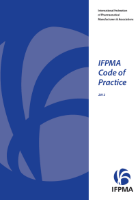 International Federation
of Pharmaceutical
Manufacturers & Associations
IFPMA
Code of
Practice
2012
IFPMA